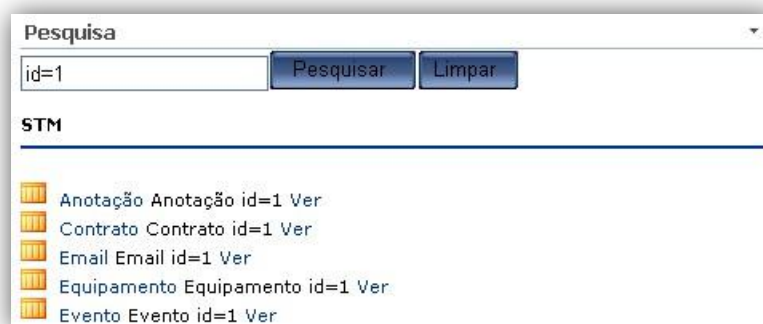 Pesquisa
id=1 Pesquisar Limpar
STM
Anotação Anotação id=1 Ver
Contrato Contrato id=1 Ver
Email Email id=1 Ver
Equipamento Equipamento id=1 Ver
Evento Evento id=1 Ver